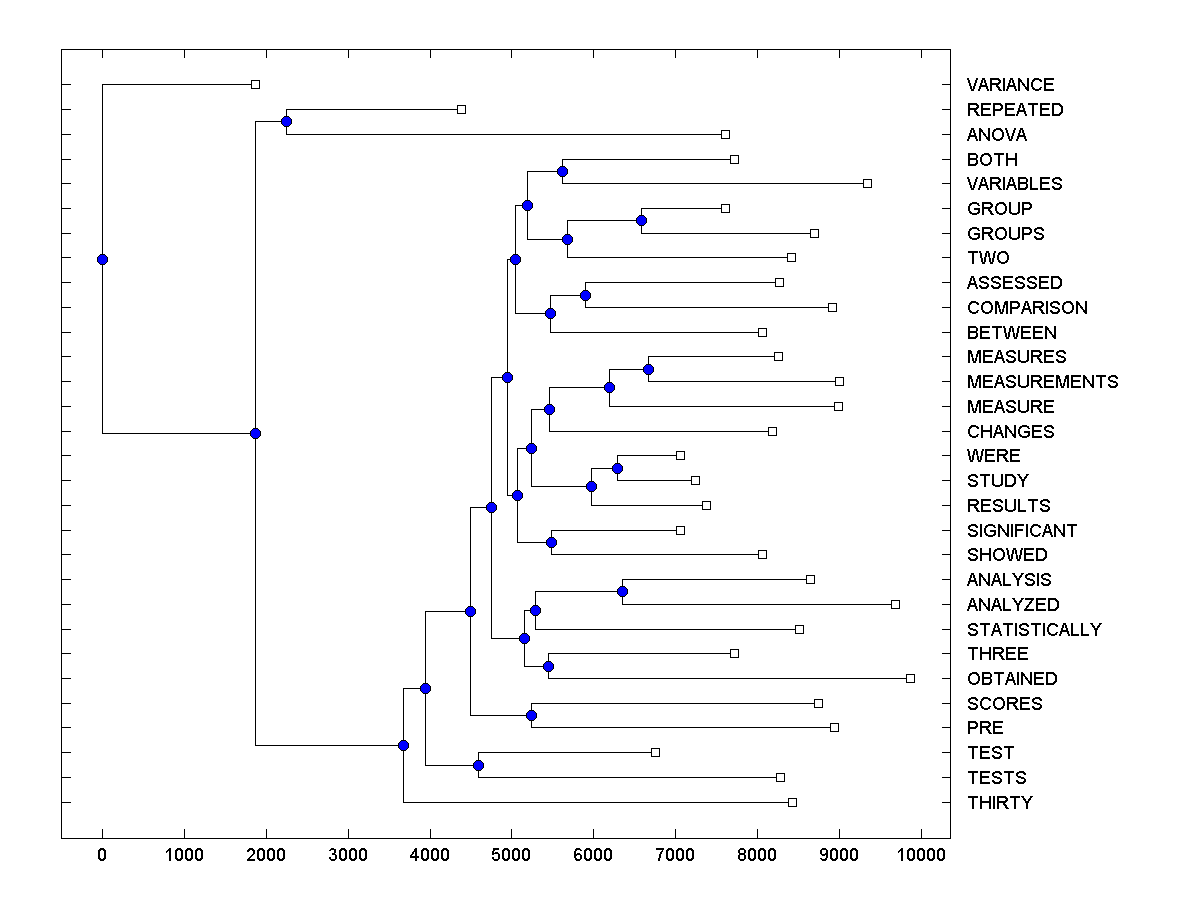 VARIANCE
REPEATED
ANOVA
BOTH
VARIABLES
GROUP
GROUPS
TWO
ASSESSED
COMPARISON
BETWEEN
MEASURES
MEASUREMENTS
MEASURE
CHANGES
WERE
STUDY
RESULTS
SIGNIFICANT
SHOWED
ANALYSIS
ANALYZED
STATISTICALLY
THREE
OBTAINED
SCORES
PRE
TEST
TESTS
THIRTY
0 1000 2000 3000 4000 5000 6000 7000 8000 9000 10000